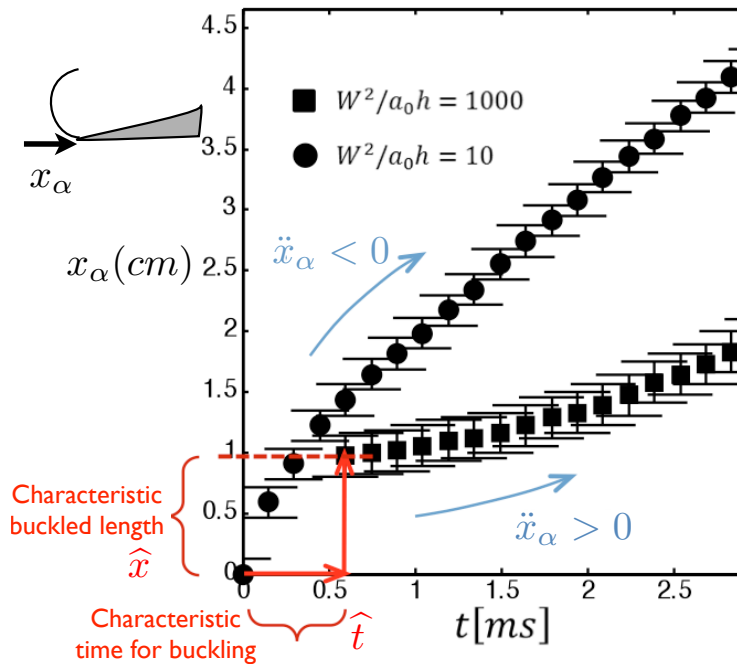 4.5
4
3.5
3
2.5
2
1.5
1
0.5
0
x_α
x_α(cm)
W²/a₀h = 1000
W²/a₀h = 10
ẍ_α < 0
ẍ_α > 0
Characteristic
buckled length
x̂
0 0.5 1 1.5 2 2.5
Characteristic
time for buckling
t̂
t[ms]